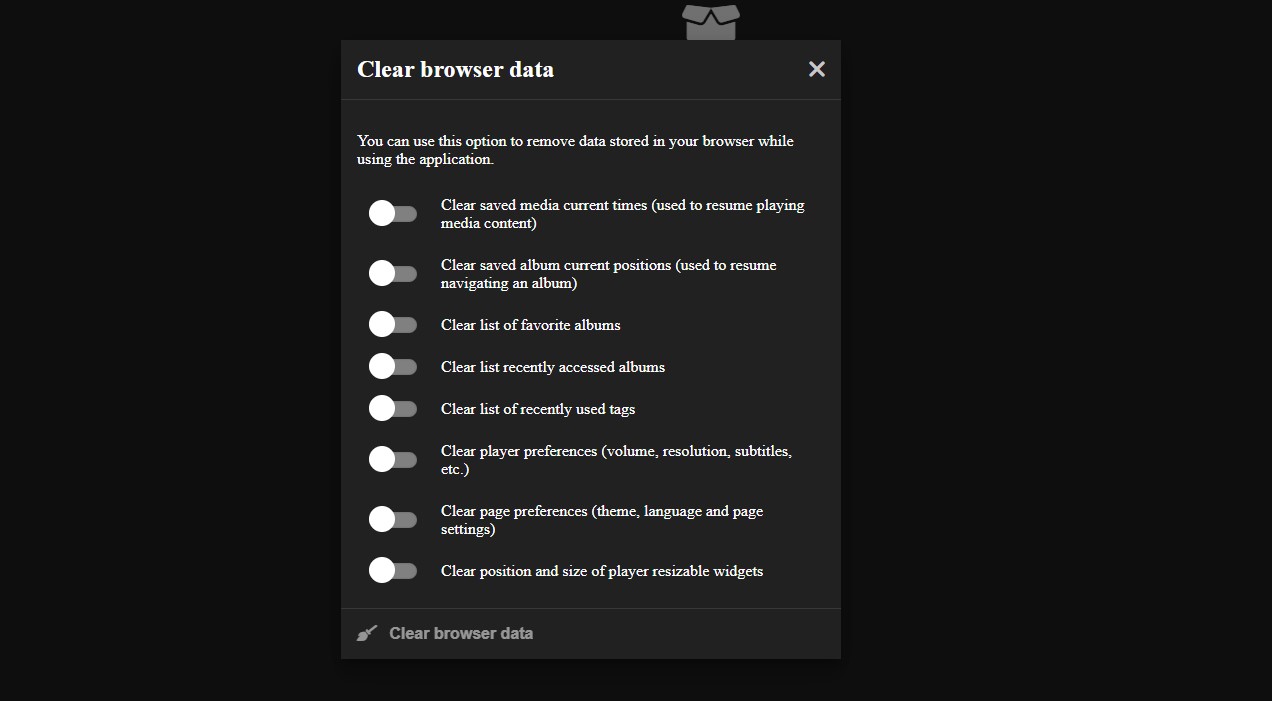 Clear browser data
You can use this option to remove data stored in your browser while
using the application.
Clear saved media current times (used to resume playing
media content)
Clear saved album current positions (used to resume
navigating an album)
Clear list of favorite albums
Clear list recently accessed albums
Clear list of recently used tags
Clear player preferences (volume, resolution, subtitles,
etc.)
Clear page preferences (theme, language and page
settings)
Clear position and size of player resizable widgets
Clear browser data